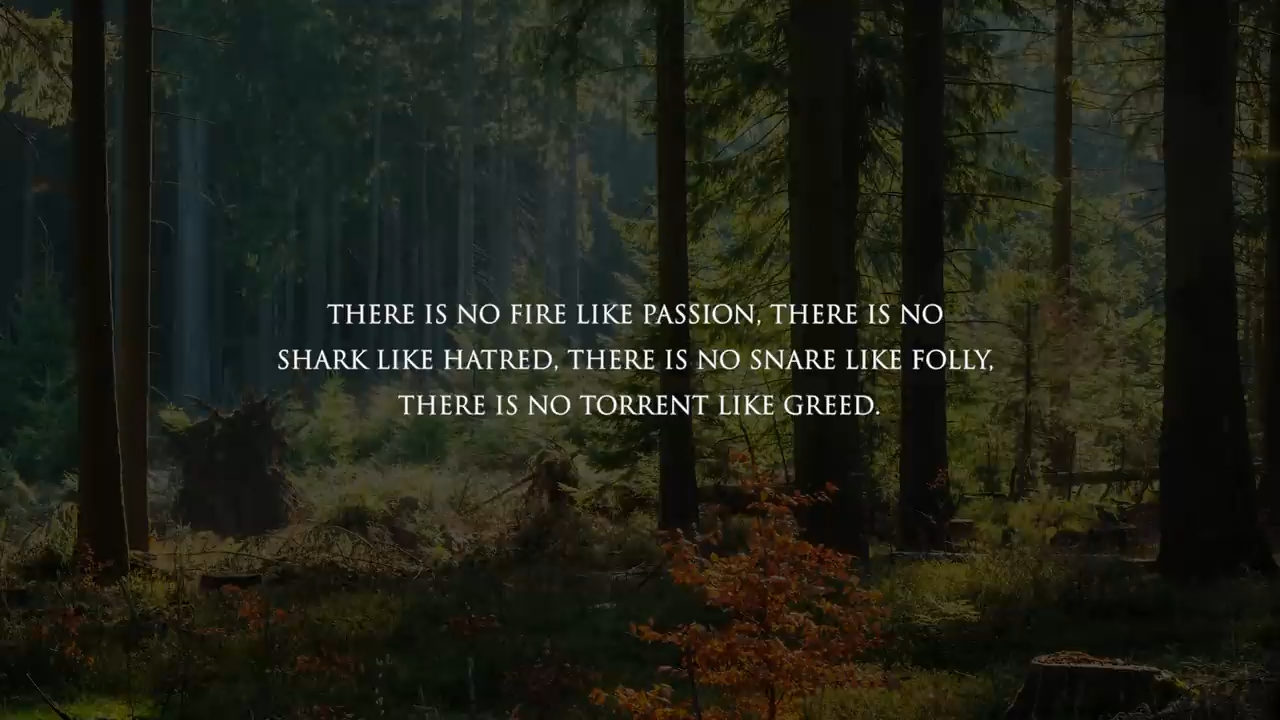 THERE IS NO FIRE LIKE PASSION, THERE IS NO
SHARK LIKE HATRED, THERE IS NO SNARE LIKE FOLLY,
THERE IS NO TORRENT LIKE GREED.